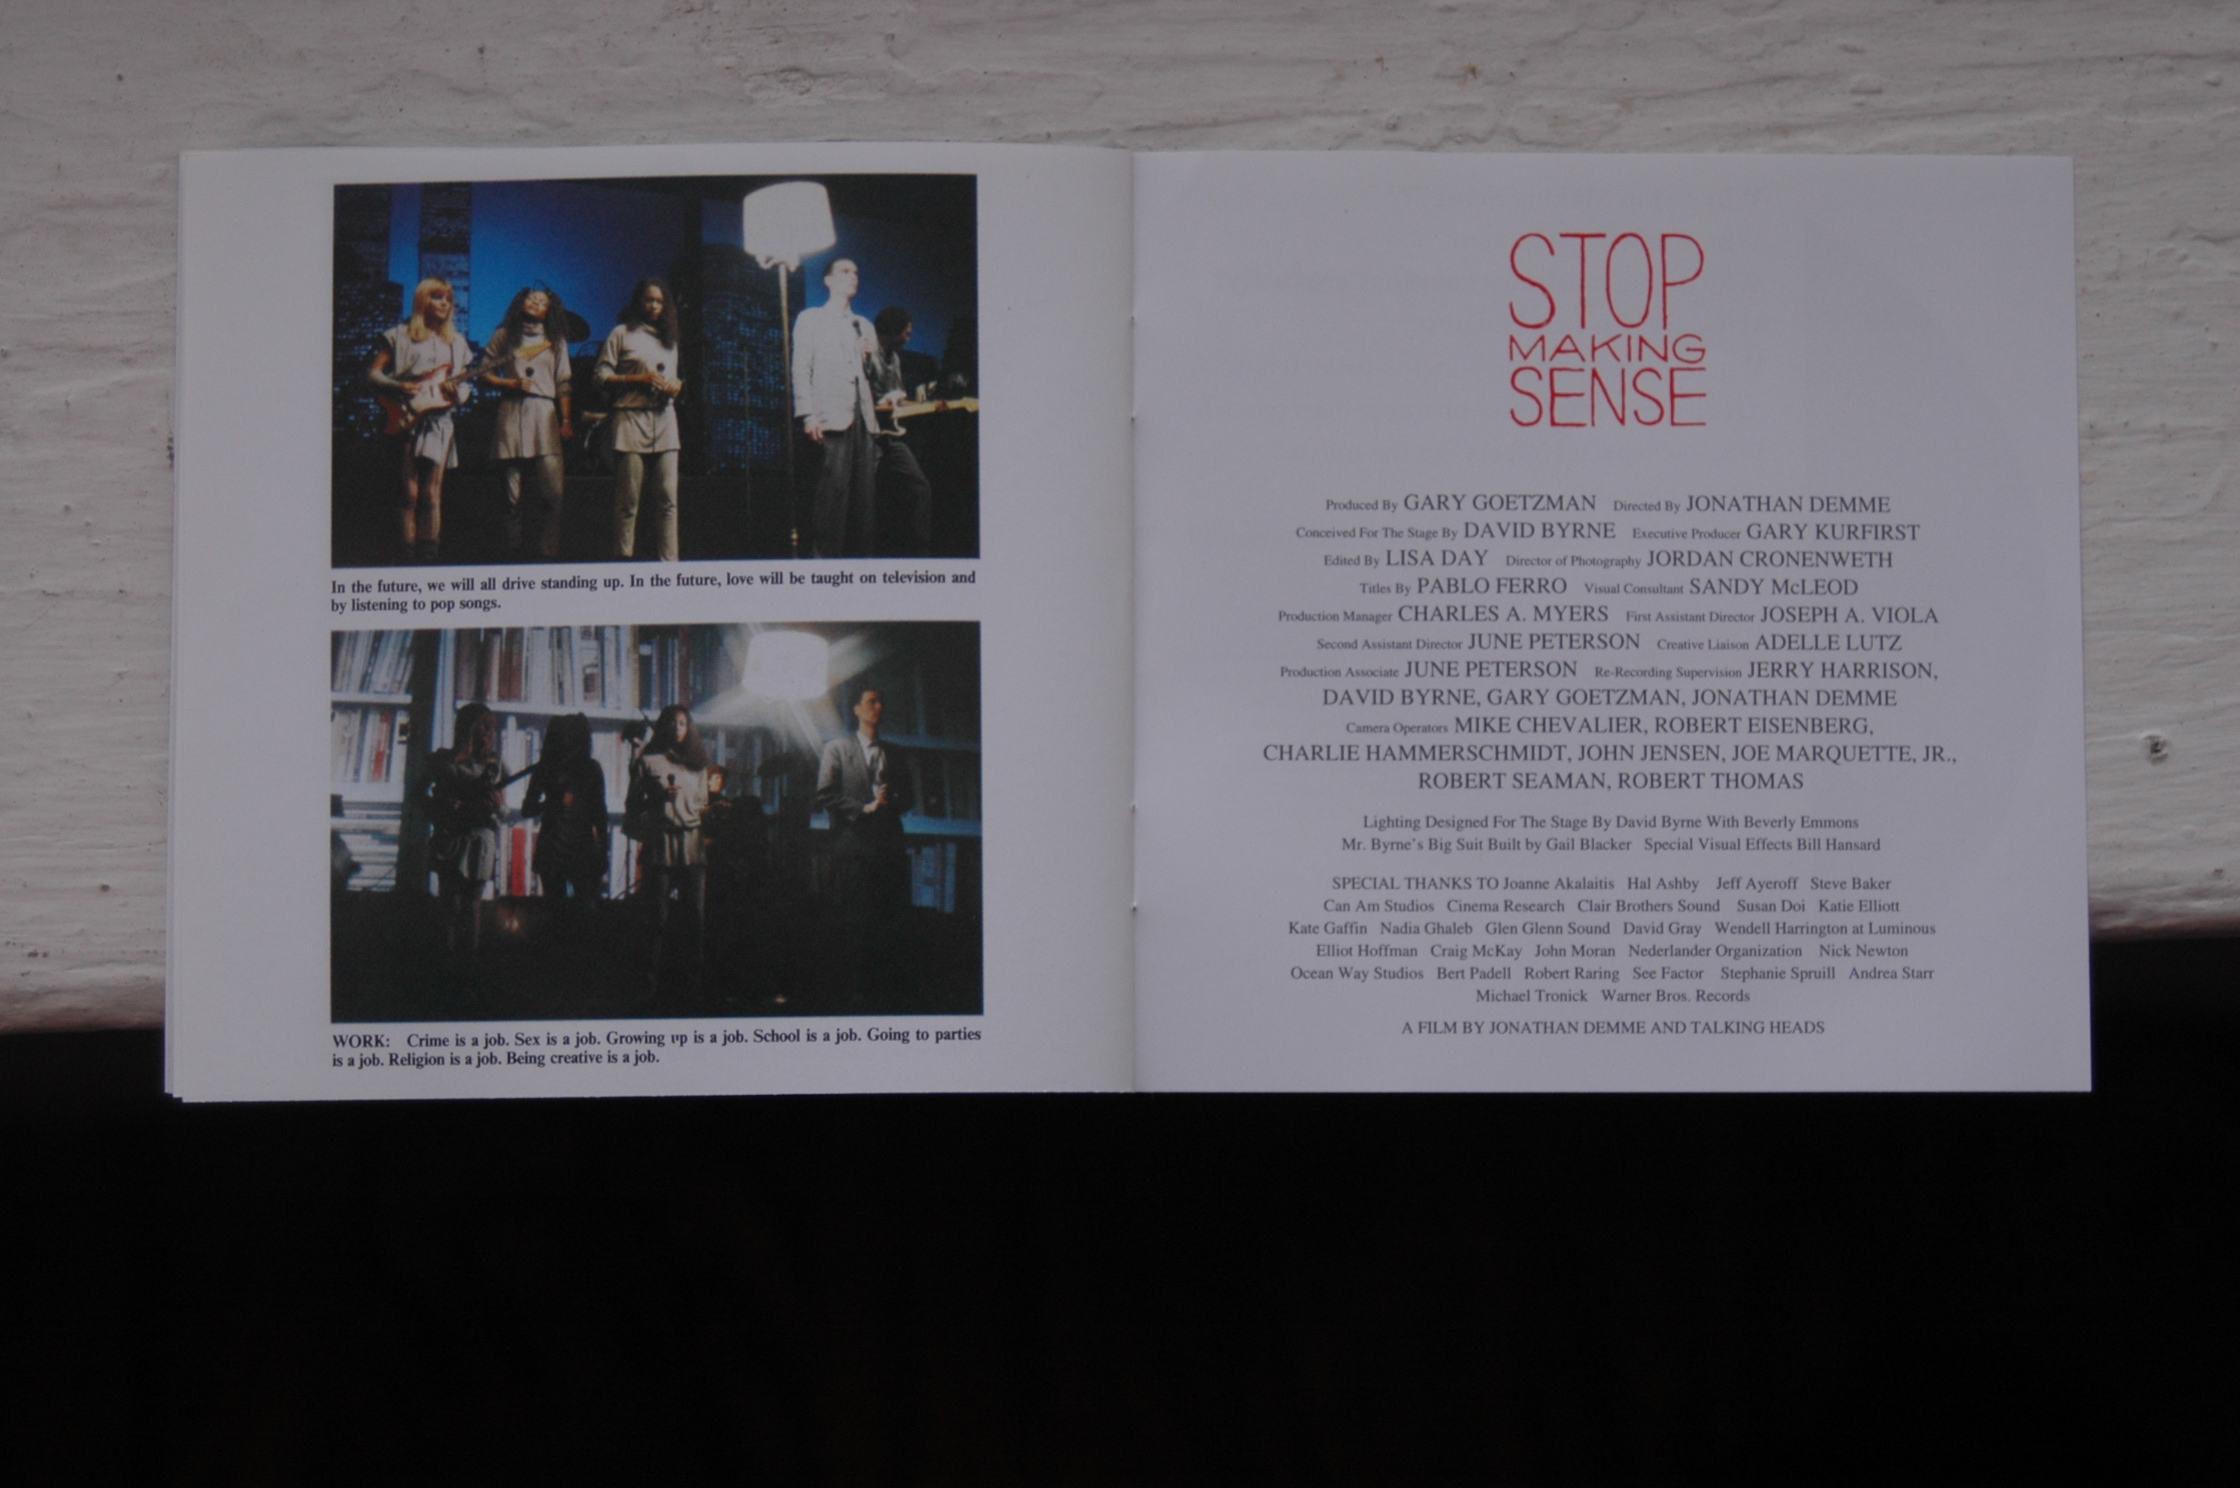 In the future, we will all drive standing up. In the future, love will be taught on television and
by listening to pop songs.
WORK: Crime is a job. Sex is a job. Growing up is a job. School is a job. Going to parties
is a job. Religion is a job. Being creative is a job.
STOP
MAKING
SENSE
Produced By GARY GOETZMAN Directed By JONATHAN DEMME
Conceived For The Stage By DAVID BYRNE Executive Producer GARY KURFIRST
Edited By LISA DAY Director of Photography JORDAN CRONENWETH
Titles By PABLO FERRO Visual Consultant SANDY McLEOD
Production Manager CHARLES A. MYERS First Assistant Director JOSEPH A. VIOLA
Second Assistant Director JUNE PETERSON Creative Liaison ADELLE LUTZ
Production Associate JUNE PETERSON Re-Recording Supervision JERRY HARRISON,
DAVID BYRNE, GARY GOETZMAN, JONATHAN DEMME
Camera Operators MIKE CHEVALIER, ROBERT EISENBERG,
CHARLIE HAMMERSCHMIDT, JOHN JENSEN, JOE MARQUETTE, JR.,
ROBERT SEAMAN, ROBERT THOMAS
Lighting Designed For The Stage By David Byrne With Beverly Emmons
Mr. Byrne's Big Suit Built by Gail Blacker Special Visual Effects Bill Hansard
SPECIAL THANKS TO Joanne Akalaitis Hal Ashby Jeff Ayeroff Steve Baker
Can Am Studios Cinema Research Clair Brothers Sound Susan Doi Katie Elliott
Kate Gaffin Nadia Ghaleb Glen Glenn Sound David Gray Wendell Harrington at Luminous
Elliot Hoffman Craig McKay John Moran Nederlander Organization Nick Newton
Ocean Way Studios Bert Padell Robert Raring See Factor Stephanie Spruill Andrea Starr
Michael Tronick Warner Bros. Records
A FILM BY JONATHAN DEMME AND TALKING HEADS